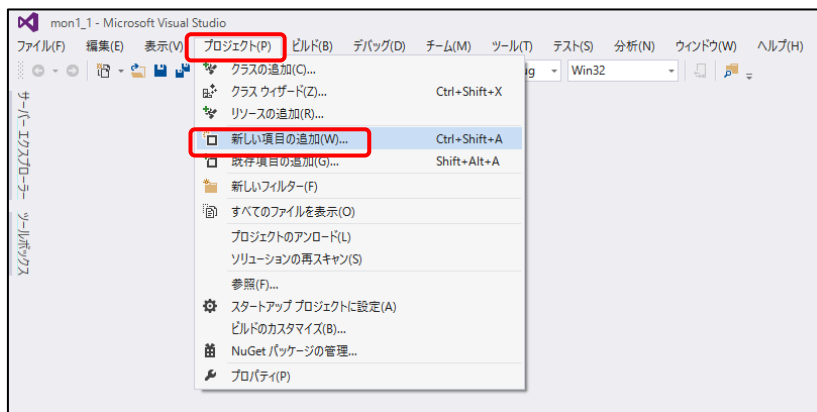 mon1_1 - Microsoft Visual Studio
ファイル(F) 編集(E) 表示(V) プロジェクト(P) ビルド(B) デバッグ(D) チーム(M) ツール(T) テスト(S) 分析(N) ウィンドウ(W) ヘルプ(H)
Win32
サーバー エクスプローラー
ツールボックス
クラスの追加(C)...
クラス ウィザード(Z)... Ctrl+Shift+X
リソースの追加(R)...
新しい項目の追加(W)... Ctrl+Shift+A
既存項目の追加(G)... Shift+Alt+A
新しいフィルター(F)
すべてのファイルを表示(O)
プロジェクトのアンロード(L)
ソリューションの再スキャン(S)
参照(F)...
スタートアップ プロジェクトに設定(A)
ビルドのカスタマイズ(B)...
NuGet パッケージの管理...
プロパティ(P)